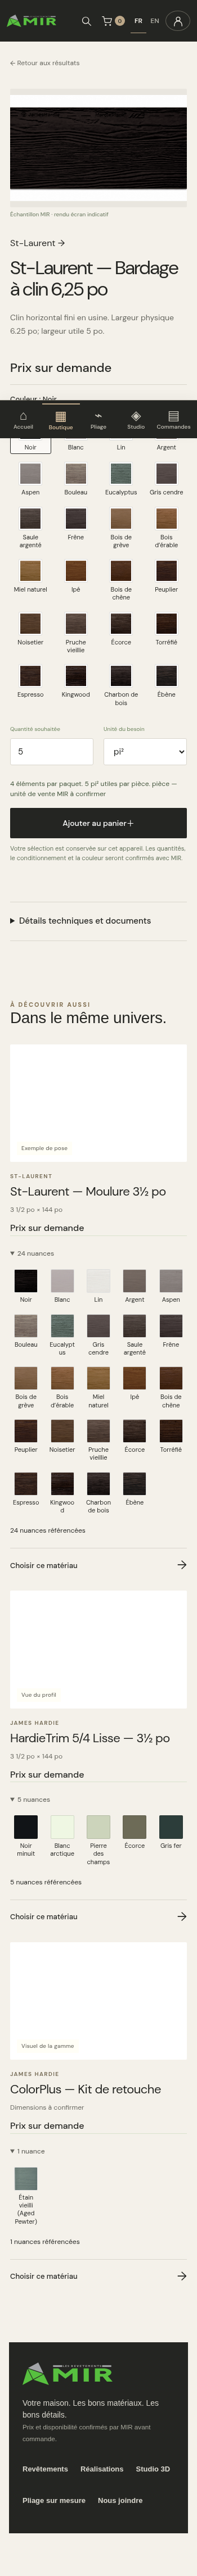 MIR
0
FR
EN
← Retour aux résultats
Échantillon MIR · rendu écran indicatif
St-Laurent →
St-Laurent — Bardage
à clin 6,25 po
Clin horizontal fini en usine. Largeur physique
6,25 po; largeur utile 5 po.
Prix sur demande
Couleur : Noir
Accueil
Boutique
Pliage
Studio
Commandes
Noir
Blanc
Lin
Argent
Aspen
Bouleau
Eucalyptus
Gris cendre
Saule
argenté
Frêne
Bois de
grève
Bois
d'érable
Miel naturel
Ipé
Bois de
chêne
Peuplier
Noisetier
Pruche
vieillie
Écorce
Torréfié
Espresso
Kingwood
Charbon de
bois
Ébène
Quantité souhaitée
Unité du besoin
5
pi²
4 éléments par paquet. 5 pi² utiles par pièce. pièce —
unité de vente MIR à confirmer
Ajouter au panier +
Votre sélection est conservée sur cet appareil. Les quantités,
le conditionnement et la couleur seront confirmés avec MIR.
▶ Détails techniques et documents
À DÉCOUVRIR AUSSI
Dans le même univers.
Exemple de pose
ST-LAURENT
St-Laurent — Moulure 3½ po
3 1/2 po × 144 po
Prix sur demande
▼ 24 nuances
Noir
Blanc
Lin
Argent
Aspen
Bouleau
Eucalypt
us
Gris
cendre
Saule
argenté
Frêne
Bois de
grève
Bois
d'érable
Miel
naturel
Ipé
Bois de
chêne
Peuplier
Noisetier
Pruche
vieillie
Écorce
Torréfié
Espresso
Kingwoo
d
Charbon
de bois
Ébène
24 nuances référencées
Choisir ce matériau →
Vue du profil
JAMES HARDIE
HardieTrim 5/4 Lisse — 3½ po
3 1/2 po × 144 po
Prix sur demande
▼ 5 nuances
Noir
minuit
Blanc
arctique
Pierre
des
champs
Écorce
Gris fer
5 nuances référencées
Choisir ce matériau →
Visuel de la gamme
JAMES HARDIE
ColorPlus — Kit de retouche
Dimensions à confirmer
Prix sur demande
▼ 1 nuance
Étain
vieilli
(Aged
Pewter)
1 nuances référencées
Choisir ce matériau →
LES REVÊTEMENTS
MIR
Votre maison. Les bons matériaux. Les
bons détails.
Prix et disponibilité confirmés par MIR avant
commande.
Revêtements
Réalisations
Studio 3D
Pliage sur mesure
Nous joindre